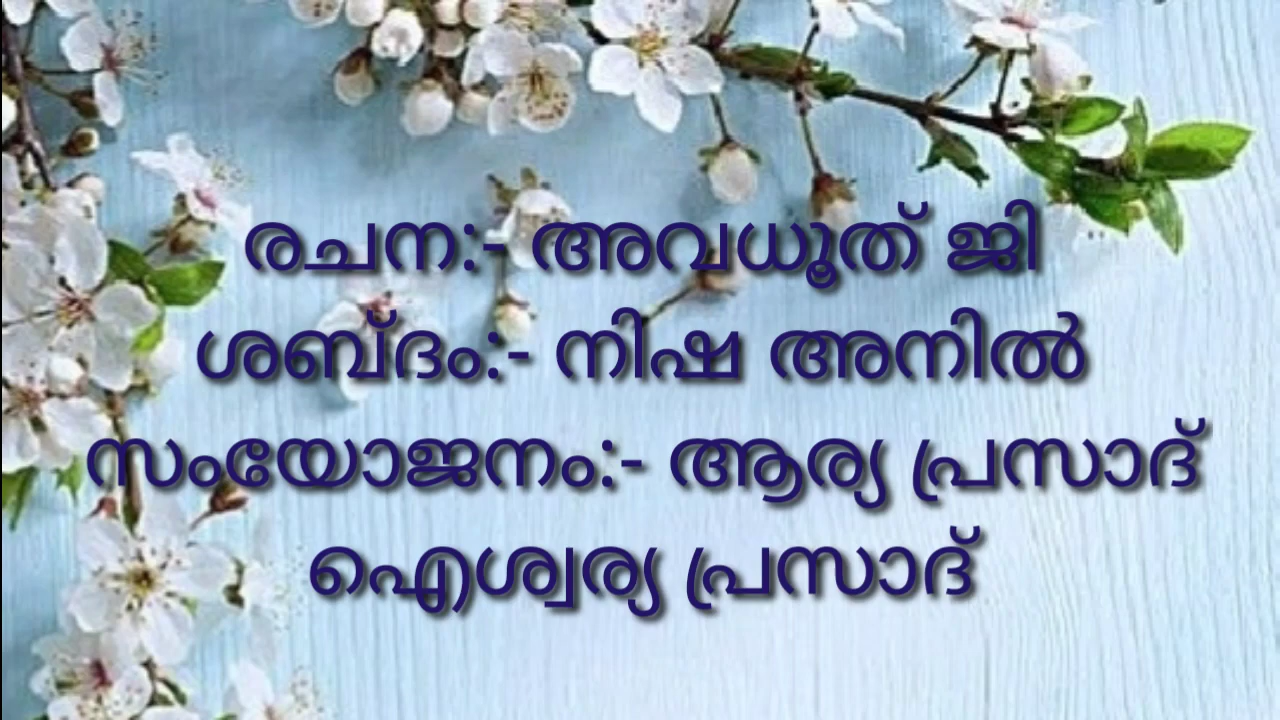 രചന:- അവധൂത് ജി
ശബ്ദം:- നിഷ അനിൽ
സംയോജനം:- ആര്യ പ്രസാദ്
ഐശ്വര്യ പ്രസാദ്